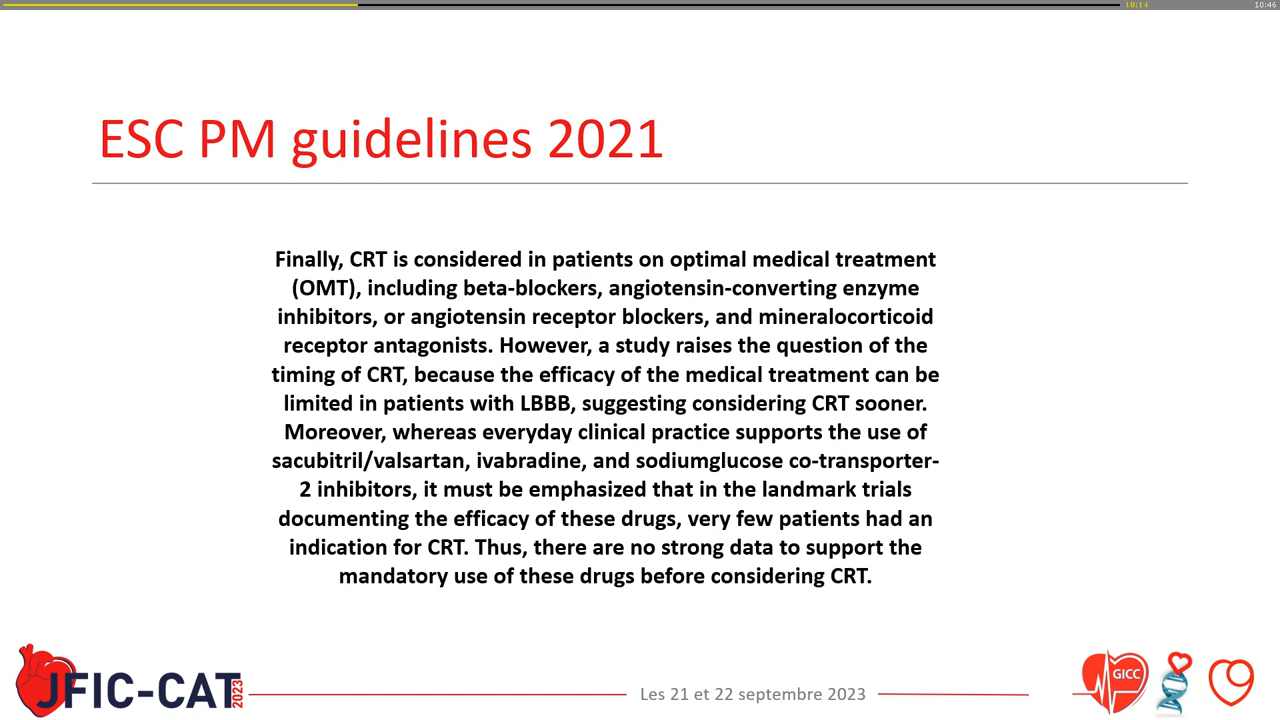 10:14
10:46
ESC PM guidelines 2021
Finally, CRT is considered in patients on optimal medical treatment
(OMT), including beta-blockers, angiotensin-converting enzyme
inhibitors, or angiotensin receptor blockers, and mineralocorticoid
receptor antagonists. However, a study raises the question of the
timing of CRT, because the efficacy of the medical treatment can be
limited in patients with LBBB, suggesting considering CRT sooner.
Moreover, whereas everyday clinical practice supports the use of
sacubitril/valsartan, ivabradine, and sodiumglucose co-transporter-
2 inhibitors, it must be emphasized that in the landmark trials
documenting the efficacy of these drugs, very few patients had an
indication for CRT. Thus, there are no strong data to support the
mandatory use of these drugs before considering CRT.
JFIC-CAT 2023
Les 21 et 22 septembre 2023
GICC